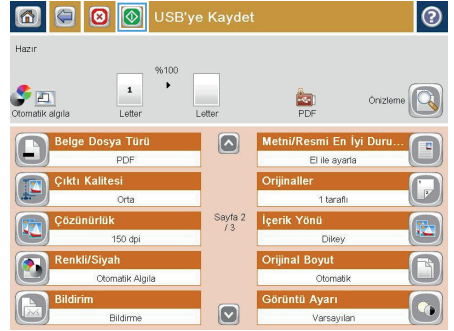 USB'ye Kaydet
Hazır
%100
1
Otomatik algıla
Letter
Letter
PDF
Önizleme
Belge Dosya Türü
PDF
Çıktı Kalitesi
Orta
Çözünürlük
150 dpi
Renkli/Siyah
Otomatik Algıla
Bildirim
Bildirme
Sayfa 2
/ 3
Metni/Resmi En İyi Duru...
El ile ayarla
Orijinaller
1 taraflı
İçerik Yönü
Dikey
Orijinal Boyut
Otomatik
Görüntü Ayarı
Varsayılan